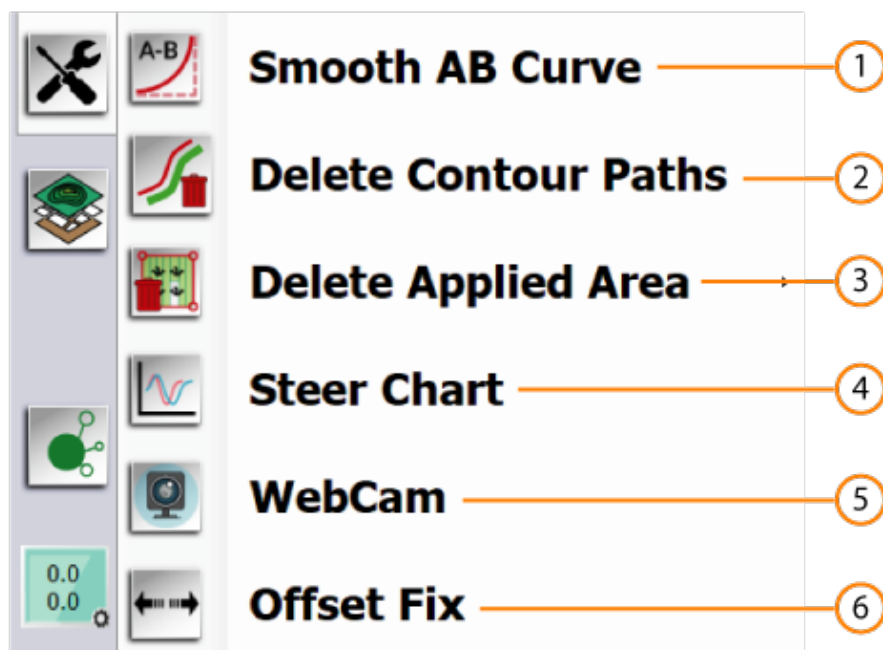 A-B
Smooth AB Curve
1
Delete Contour Paths
2
Delete Applied Area
3
Steer Chart
4
WebCam
5
0.0
0.0
Offset Fix
6